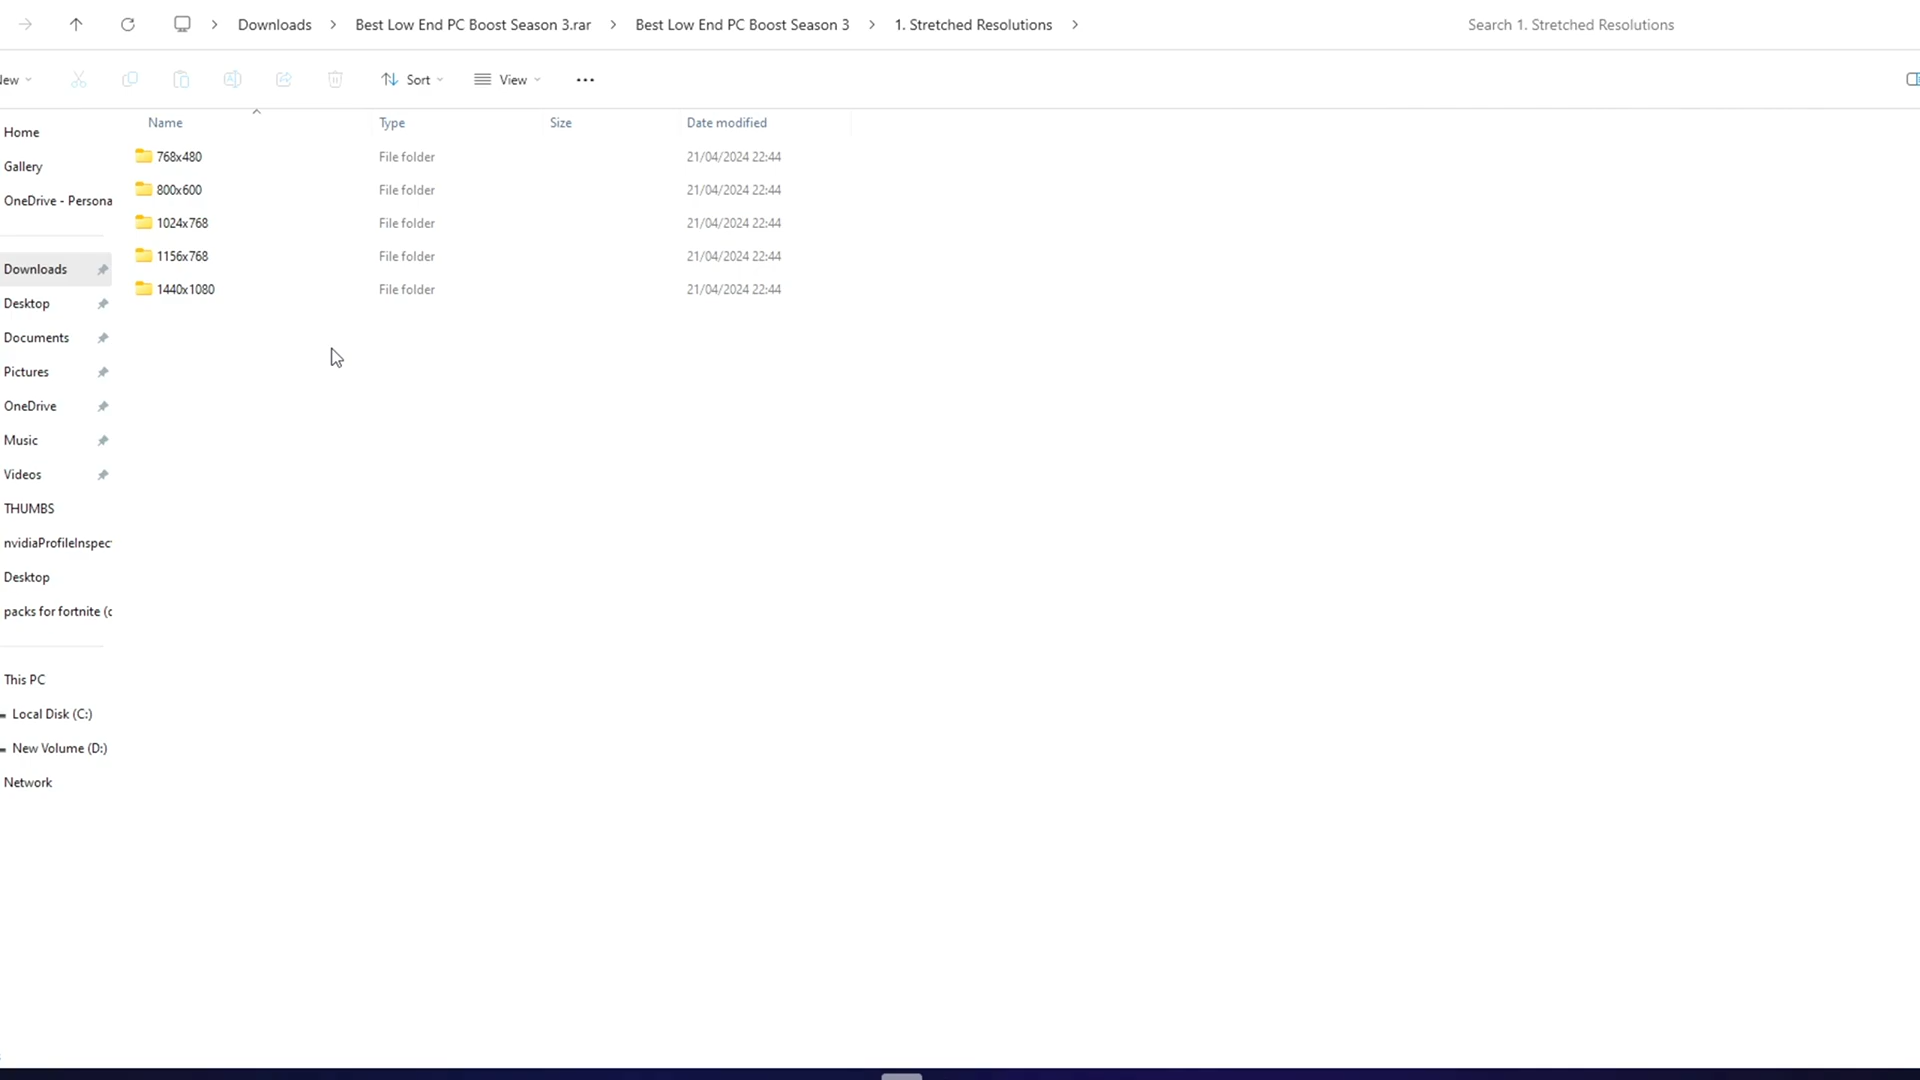 Downloads > Best Low End PC Boost Season 3.rar > Best Low End PC Boost Season 3 > 1. Stretched Resolutions >
Search 1. Stretched Resolutions
Sort
View
Name Type Size Date modified
768x480 File folder 21/04/2024 22:44
800x600 File folder 21/04/2024 22:44
1024x768 File folder 21/04/2024 22:44
1156x768 File folder 21/04/2024 22:44
1440x1080 File folder 21/04/2024 22:44
Home
Gallery
OneDrive - Persona
Downloads
Desktop
Documents
Pictures
OneDrive
Music
Videos
THUMBS
nvidiaProfileInspec
Desktop
packs for fortnite (c
This PC
Local Disk (C:)
New Volume (D:)
Network